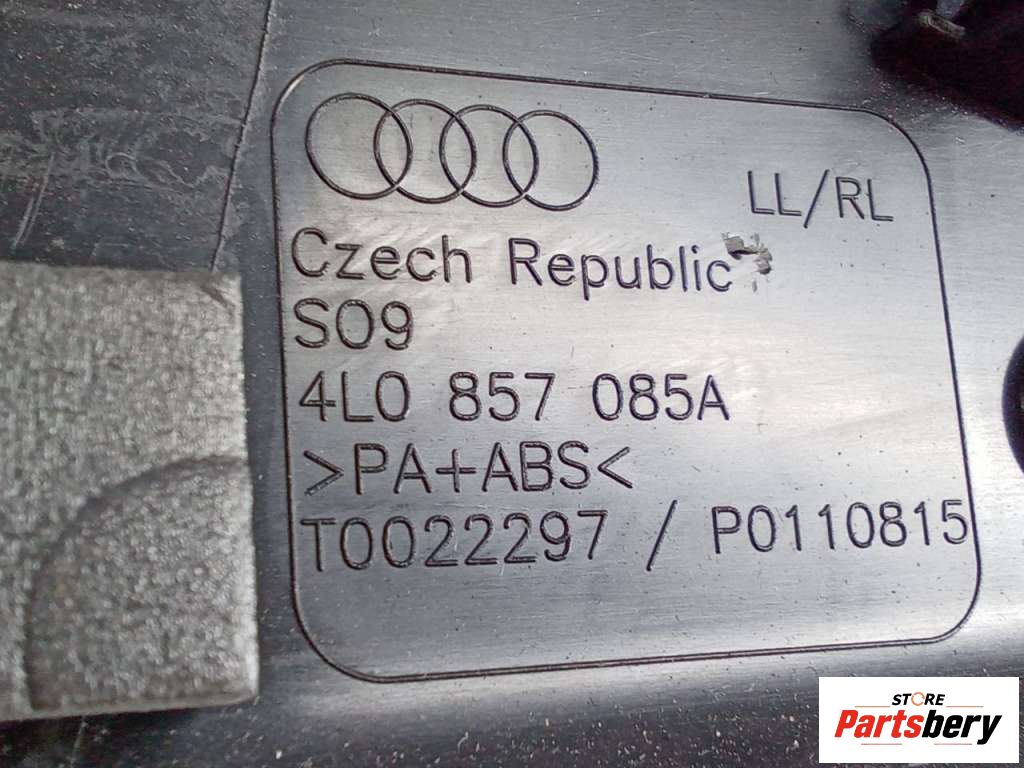 LL/RL
Czech Republic
S09
4L0 857 085A
>PA+ABS<
T0022297 / P0110815
STORE
Partsbery